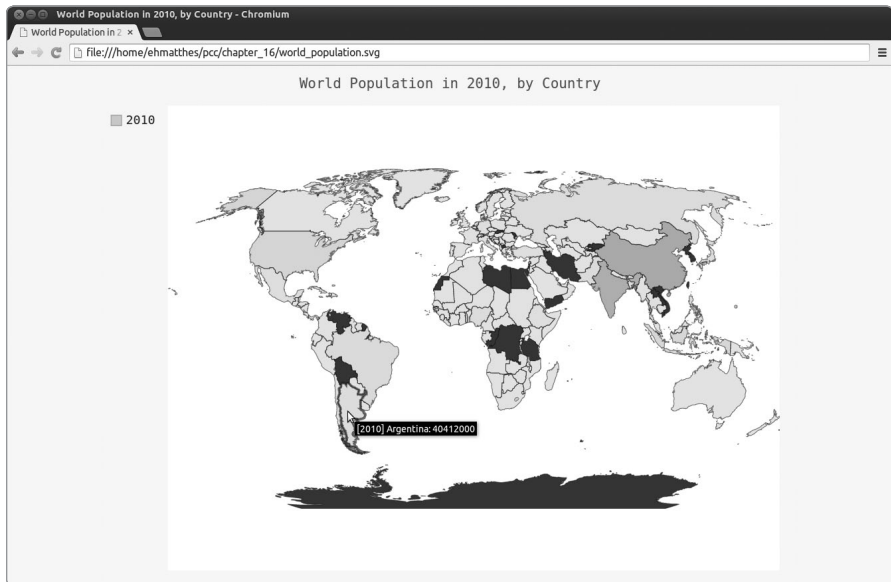 World Population in 2010, by Country - Chromium
World Population in 2
file:///home/ehmatthes/pcc/chapter_16/world_population.svg
World Population in 2010, by Country
2010
[2010] Argentina: 40412000